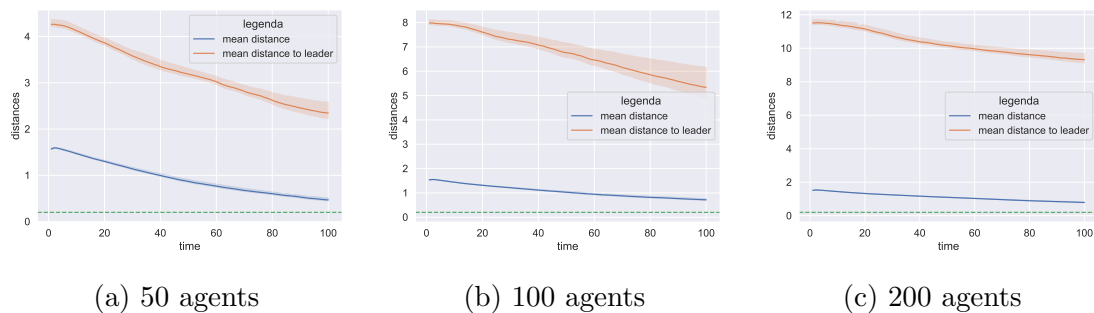 legenda
mean distance
mean distance to leader
distances
4
3
2
1
0
0 20 40 60 80 100
time
(a) 50 agents
legenda
mean distance
mean distance to leader
distances
8
6
5
4
3
2
1
0
0 20 40 60 80 100
time
(b) 100 agents
legenda
mean distance
mean distance to leader
distances
12
10
8
6
4
2
0
0 20 40 60 80 100
time
(c) 200 agents